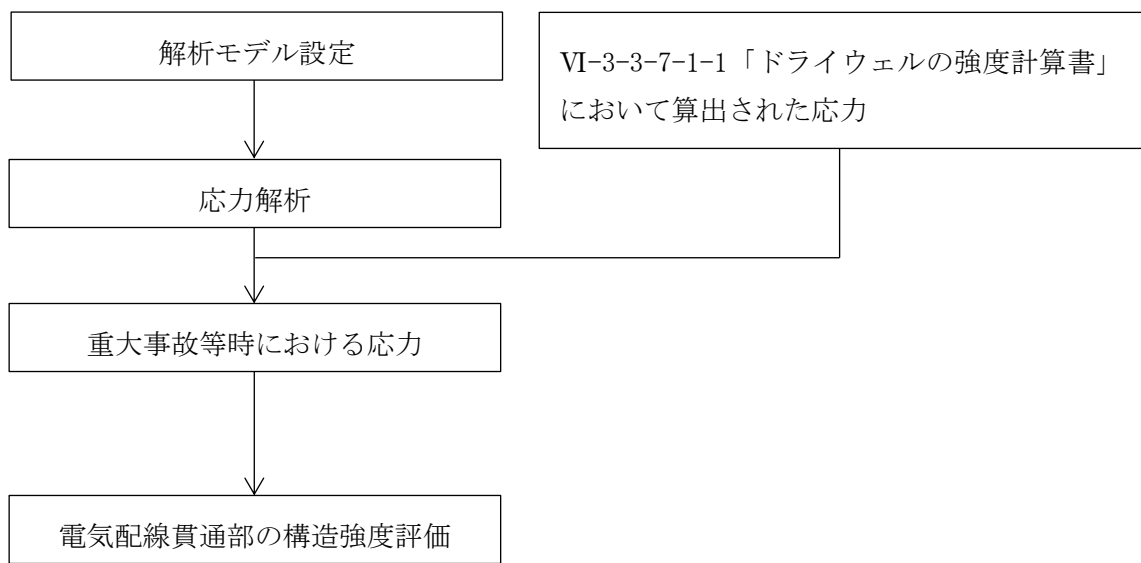 解析モデル設定
Ⅵ-3-3-7-1-1「ドライウェルの強度計算書」
において算出された応力
応力解析
重大事故等時における応力
電気配線貫通部の構造強度評価